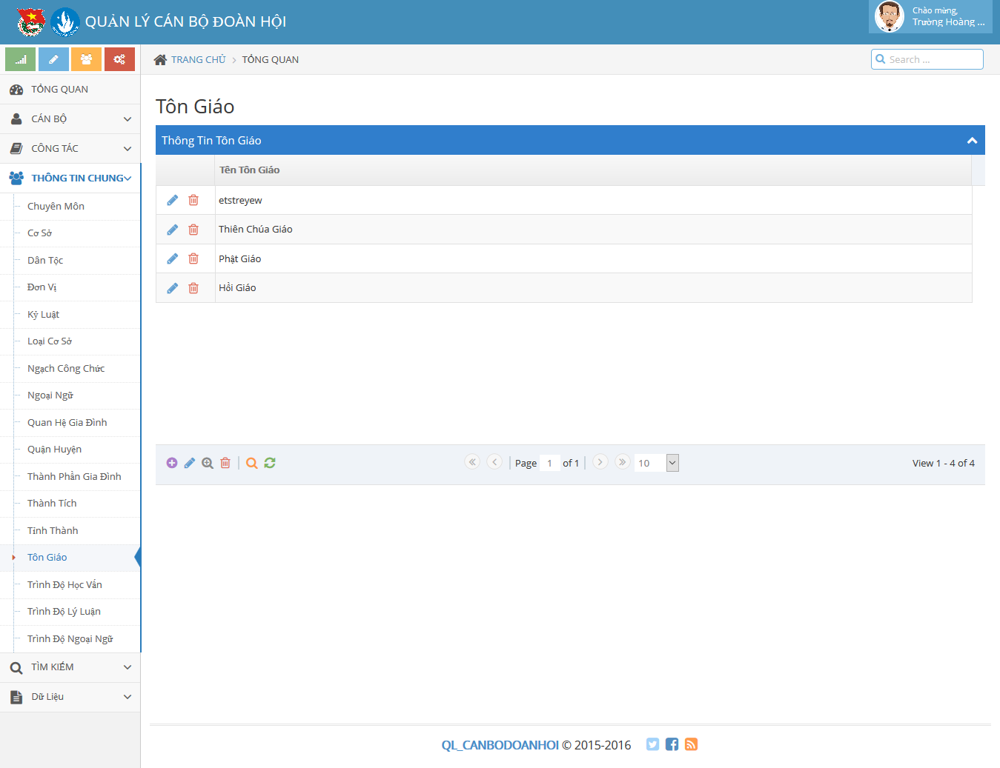 QUẢN LÝ CÁN BỘ ĐOÀN HỘI
Chào mừng,
Trường Hoàng ...
TRANG CHỦ
TỔNG QUAN
Search ...
TỔNG QUAN
CÁN BỘ
CÔNG TÁC
THÔNG TIN CHUNG
Chuyên Môn
Cơ Sở
Dân Tộc
Đơn Vị
Kỷ Luật
Loại Cơ Sở
Ngạch Công Chức
Ngoại Ngữ
Quan Hệ Gia Đình
Quận Huyện
Thành Phần Gia Đình
Thành Tích
Tỉnh Thành
Tôn Giáo
Trình Độ Học Vấn
Trình Độ Lý Luận
Trình Độ Ngoại Ngữ
TÌM KIẾM
Dữ Liệu
Tôn Giáo
Thông Tin Tôn Giáo
Tên Tôn Giáo
etstreyew
Thiên Chúa Giáo
Phật Giáo
Hồi Giáo
Page 1 of 1
10
View 1 - 4 of 4
QL_CANBODOANHOI © 2015-2016